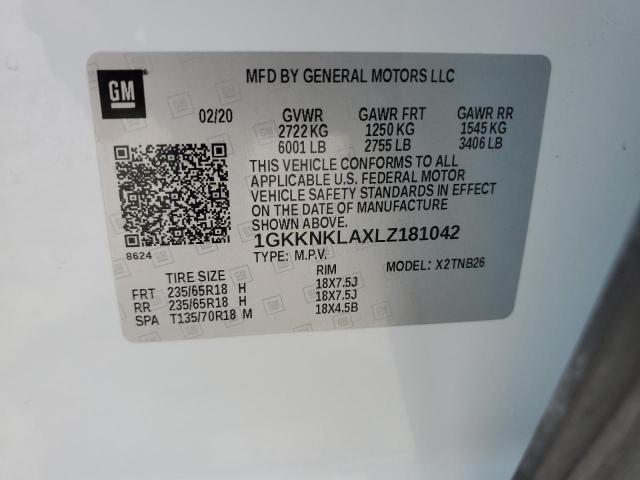 GM
MFD BY GENERAL MOTORS LLC
02/20 GVWR GAWR FRT GAWR RR
2722 KG 1250 KG 1545 KG
6001 LB 2755 LB 3406 LB
THIS VEHICLE CONFORMS TO ALL
APPLICABLE U.S. FEDERAL MOTOR
VEHICLE SAFETY STANDARDS IN EFFECT
ON THE DATE OF MANUFACTURE
SHOWN ABOVE.
8624
1GKKNKLAXLZ181042
TYPE: M.P.V. MODEL: X2TNB26
TIRE SIZE RIM
FRT 235/65R18 H 18X7.5J
RR 235/65R18 H 18X7.5J
SPA T135/70R18 M 18X4.5B